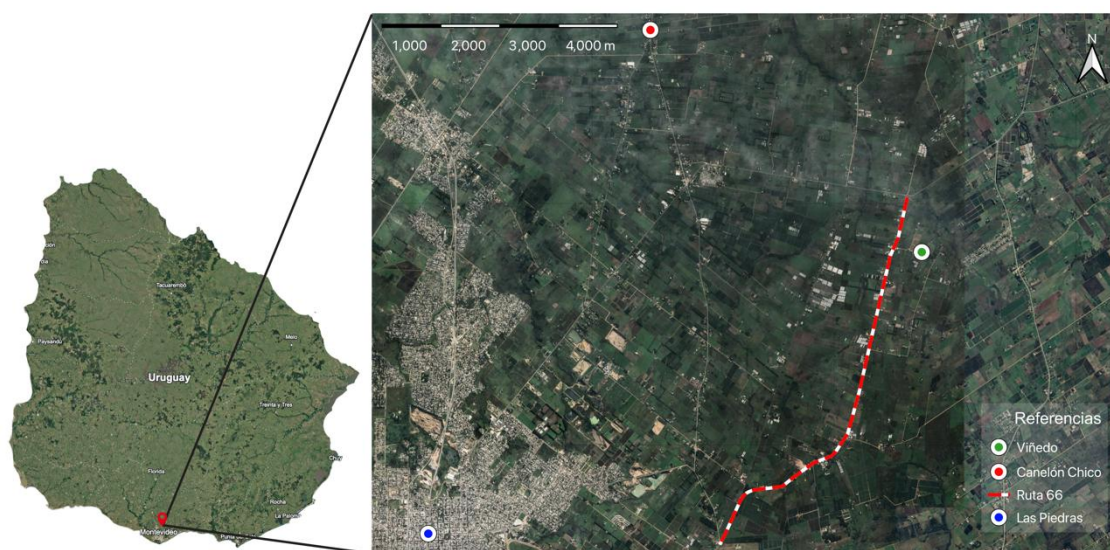 1,000 2,000 3,000 4,000 m
N
Tacuarembó
Melo
Paysandú
Uruguay
Treinta y Tres
Florida
Rocha
Montevideo
Referencias
Viñedo
Canelón Chico
Ruta 66
Las Piedras